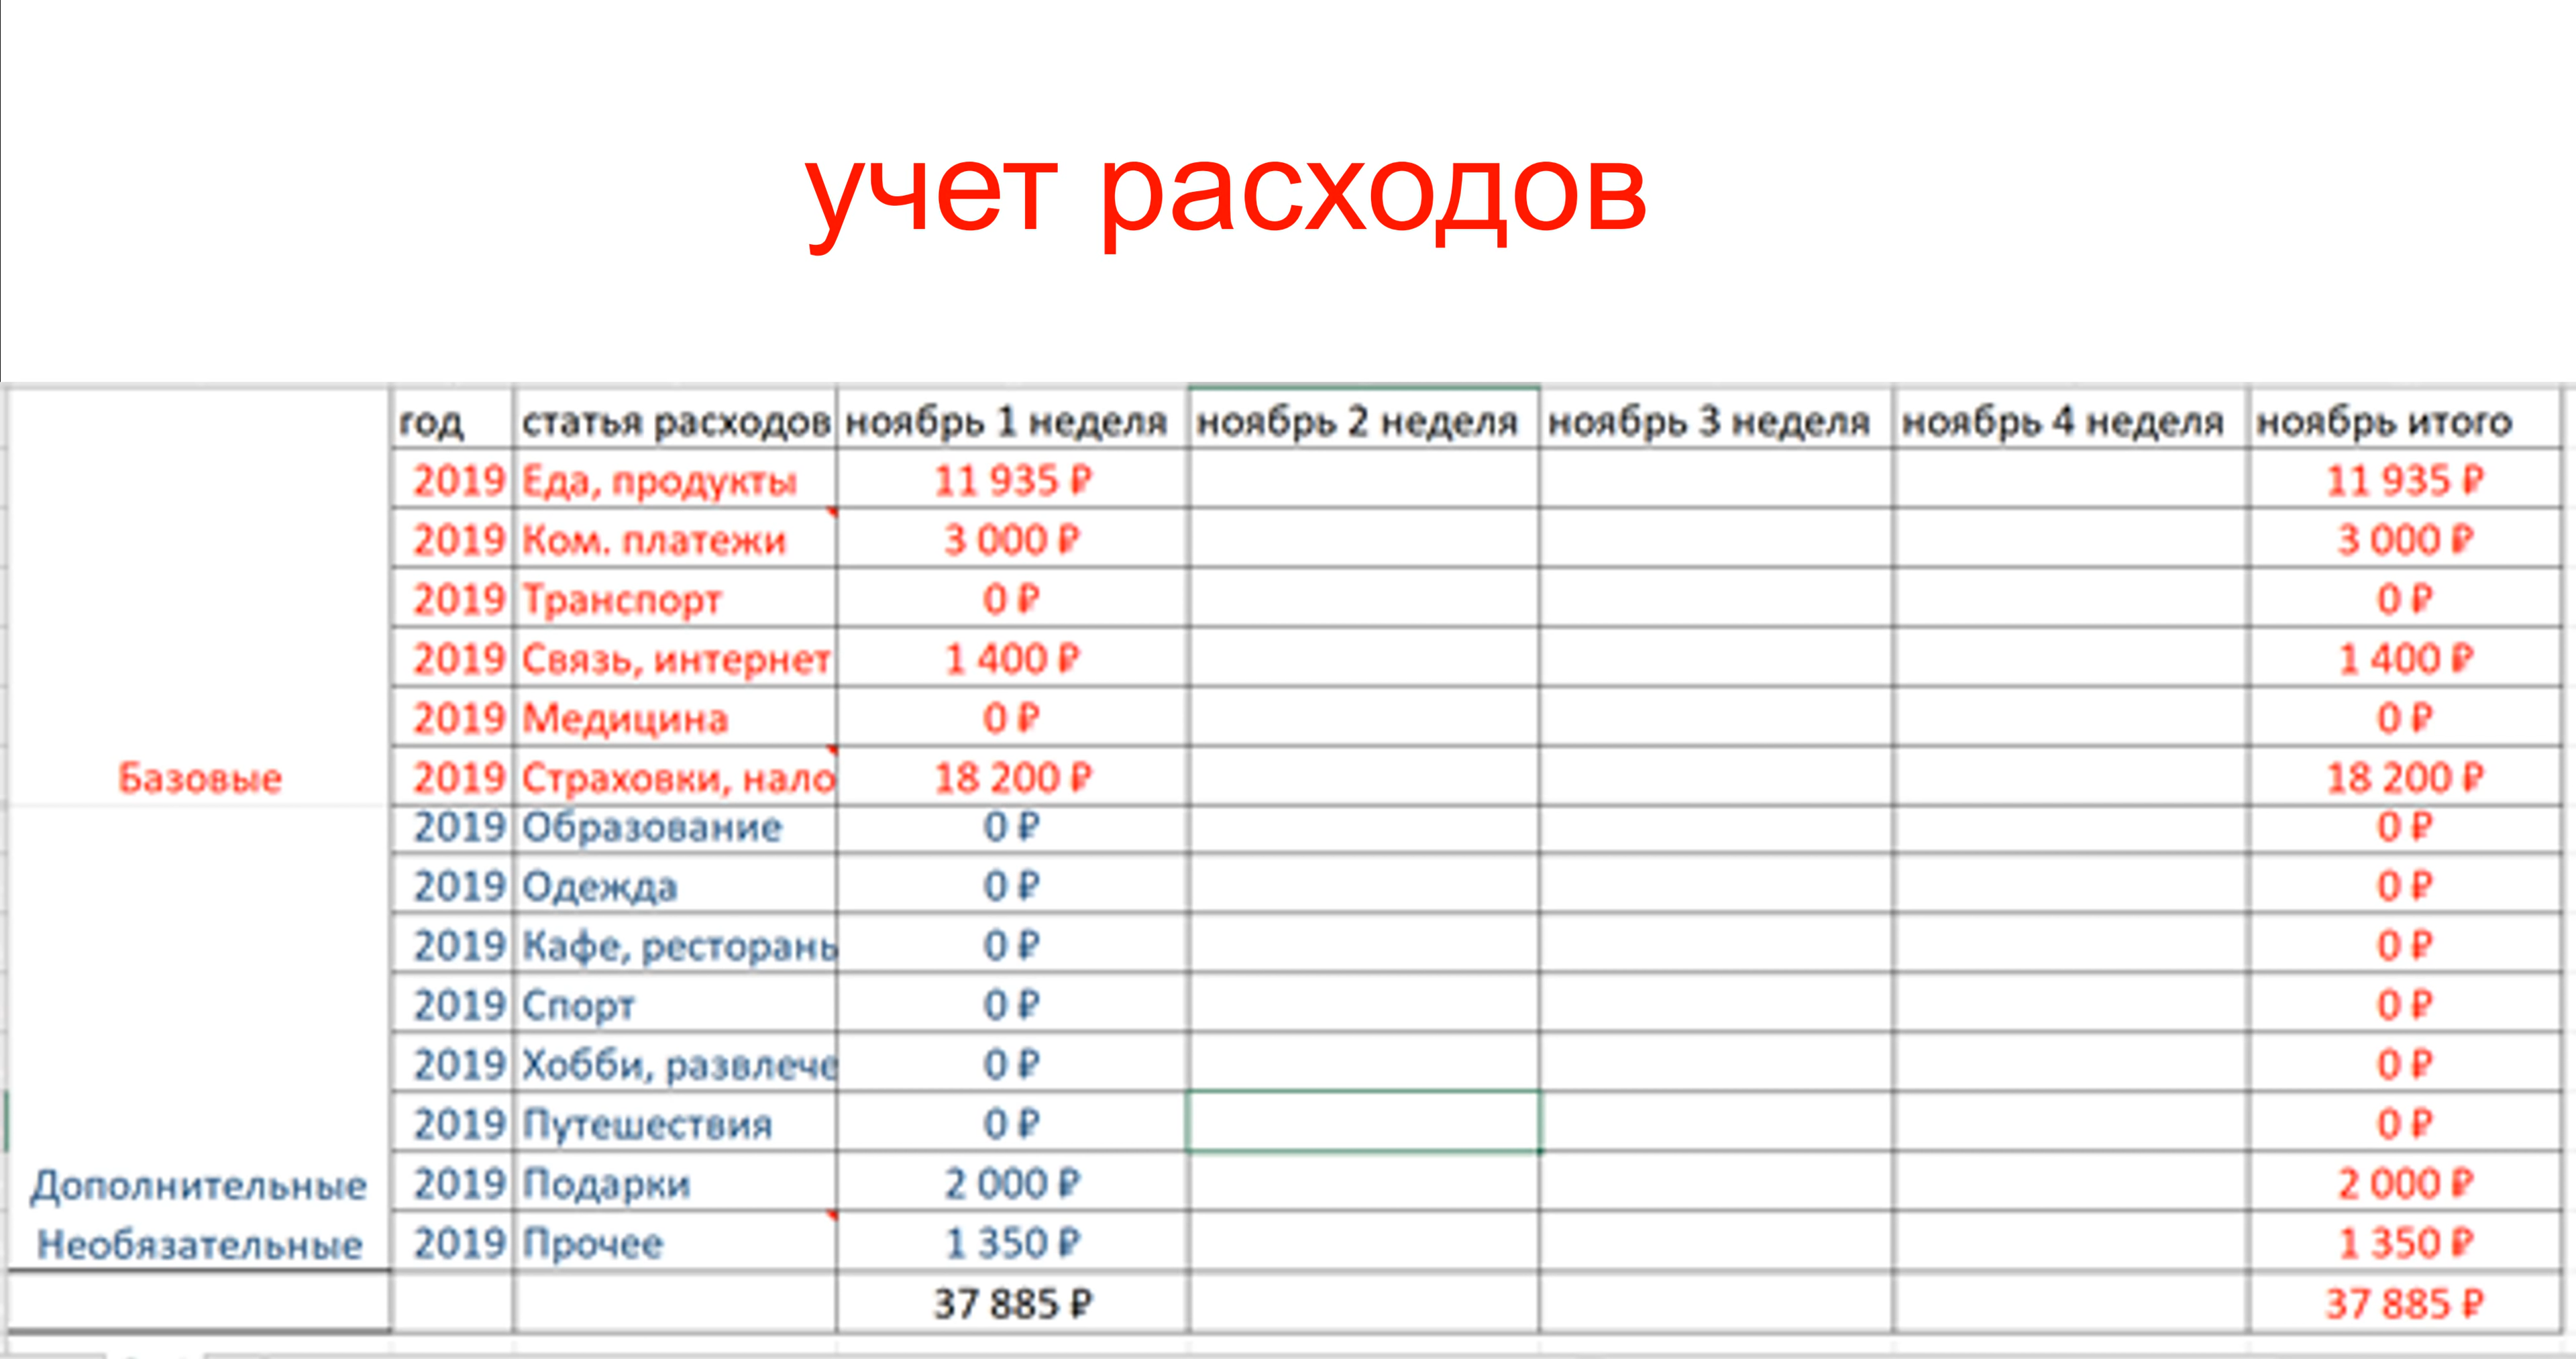 учет расходов
год статья расходов ноябрь 1 неделя ноябрь 2 неделя ноябрь 3 неделя ноябрь 4 неделя ноябрь итого
2019 Еда, продукты 11 935 ₽ 11 935 ₽
2019 Ком. платежи 3 000 ₽ 3 000 ₽
2019 Транспорт 0 ₽ 0 ₽
2019 Связь, интернет 1 400 ₽ 1 400 ₽
2019 Медицина 0 ₽ 0 ₽
Базовые 2019 Страховки, нало 18 200 ₽ 18 200 ₽
2019 Образование 0 ₽ 0 ₽
2019 Одежда 0 ₽ 0 ₽
2019 Кафе, ресторань 0 ₽ 0 ₽
2019 Спорт 0 ₽ 0 ₽
2019 Хобби, развлече 0 ₽ 0 ₽
2019 Путешествия 0 ₽ 0 ₽
Дополнительные 2019 Подарки 2 000 ₽ 2 000 ₽
Необязательные 2019 Прочее 1 350 ₽ 1 350 ₽
37 885 ₽ 37 885 ₽